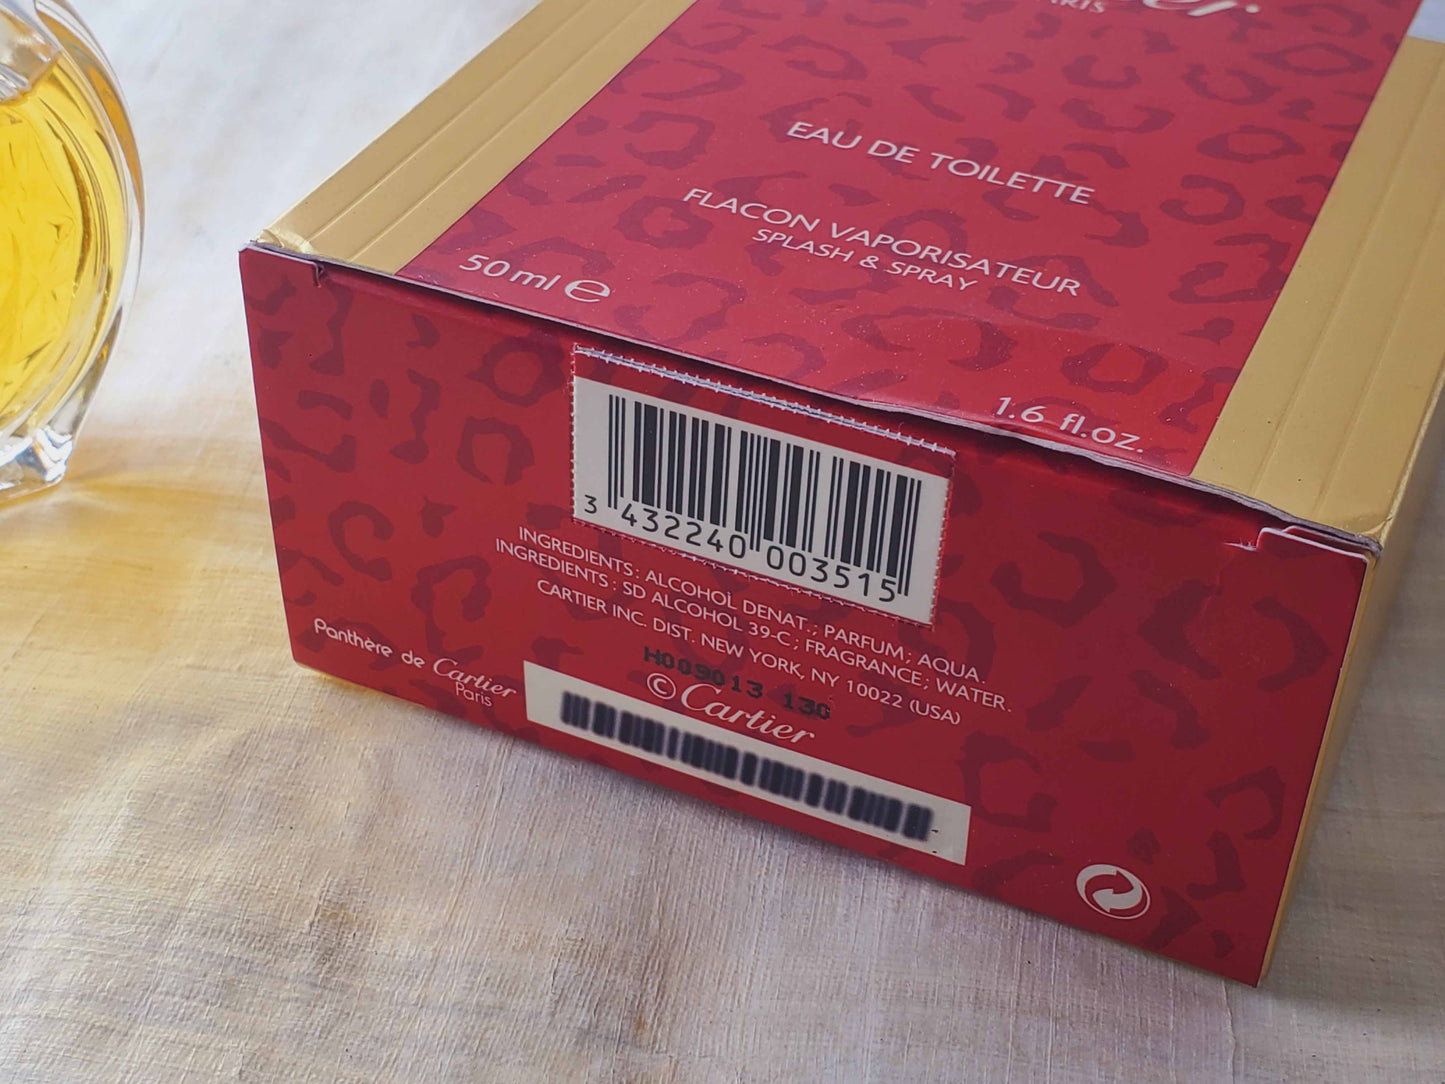 PARIS
EAU DE TOILETTE
FLACON VAPORISATEUR
SPLASH & SPRAY
50 ml e
1.6 fl.oz.
3 432240 003515
INGREDIENTS : ALCOHOL DENAT.; PARFUM; AQUA.
INGREDIENTS : SD ALCOHOL 39-C; FRAGRANCE; WATER.
CARTIER INC. DIST. NEW YORK, NY 10022 (USA)
Panthère de Cartier
Paris
H009013 130
© Cartier